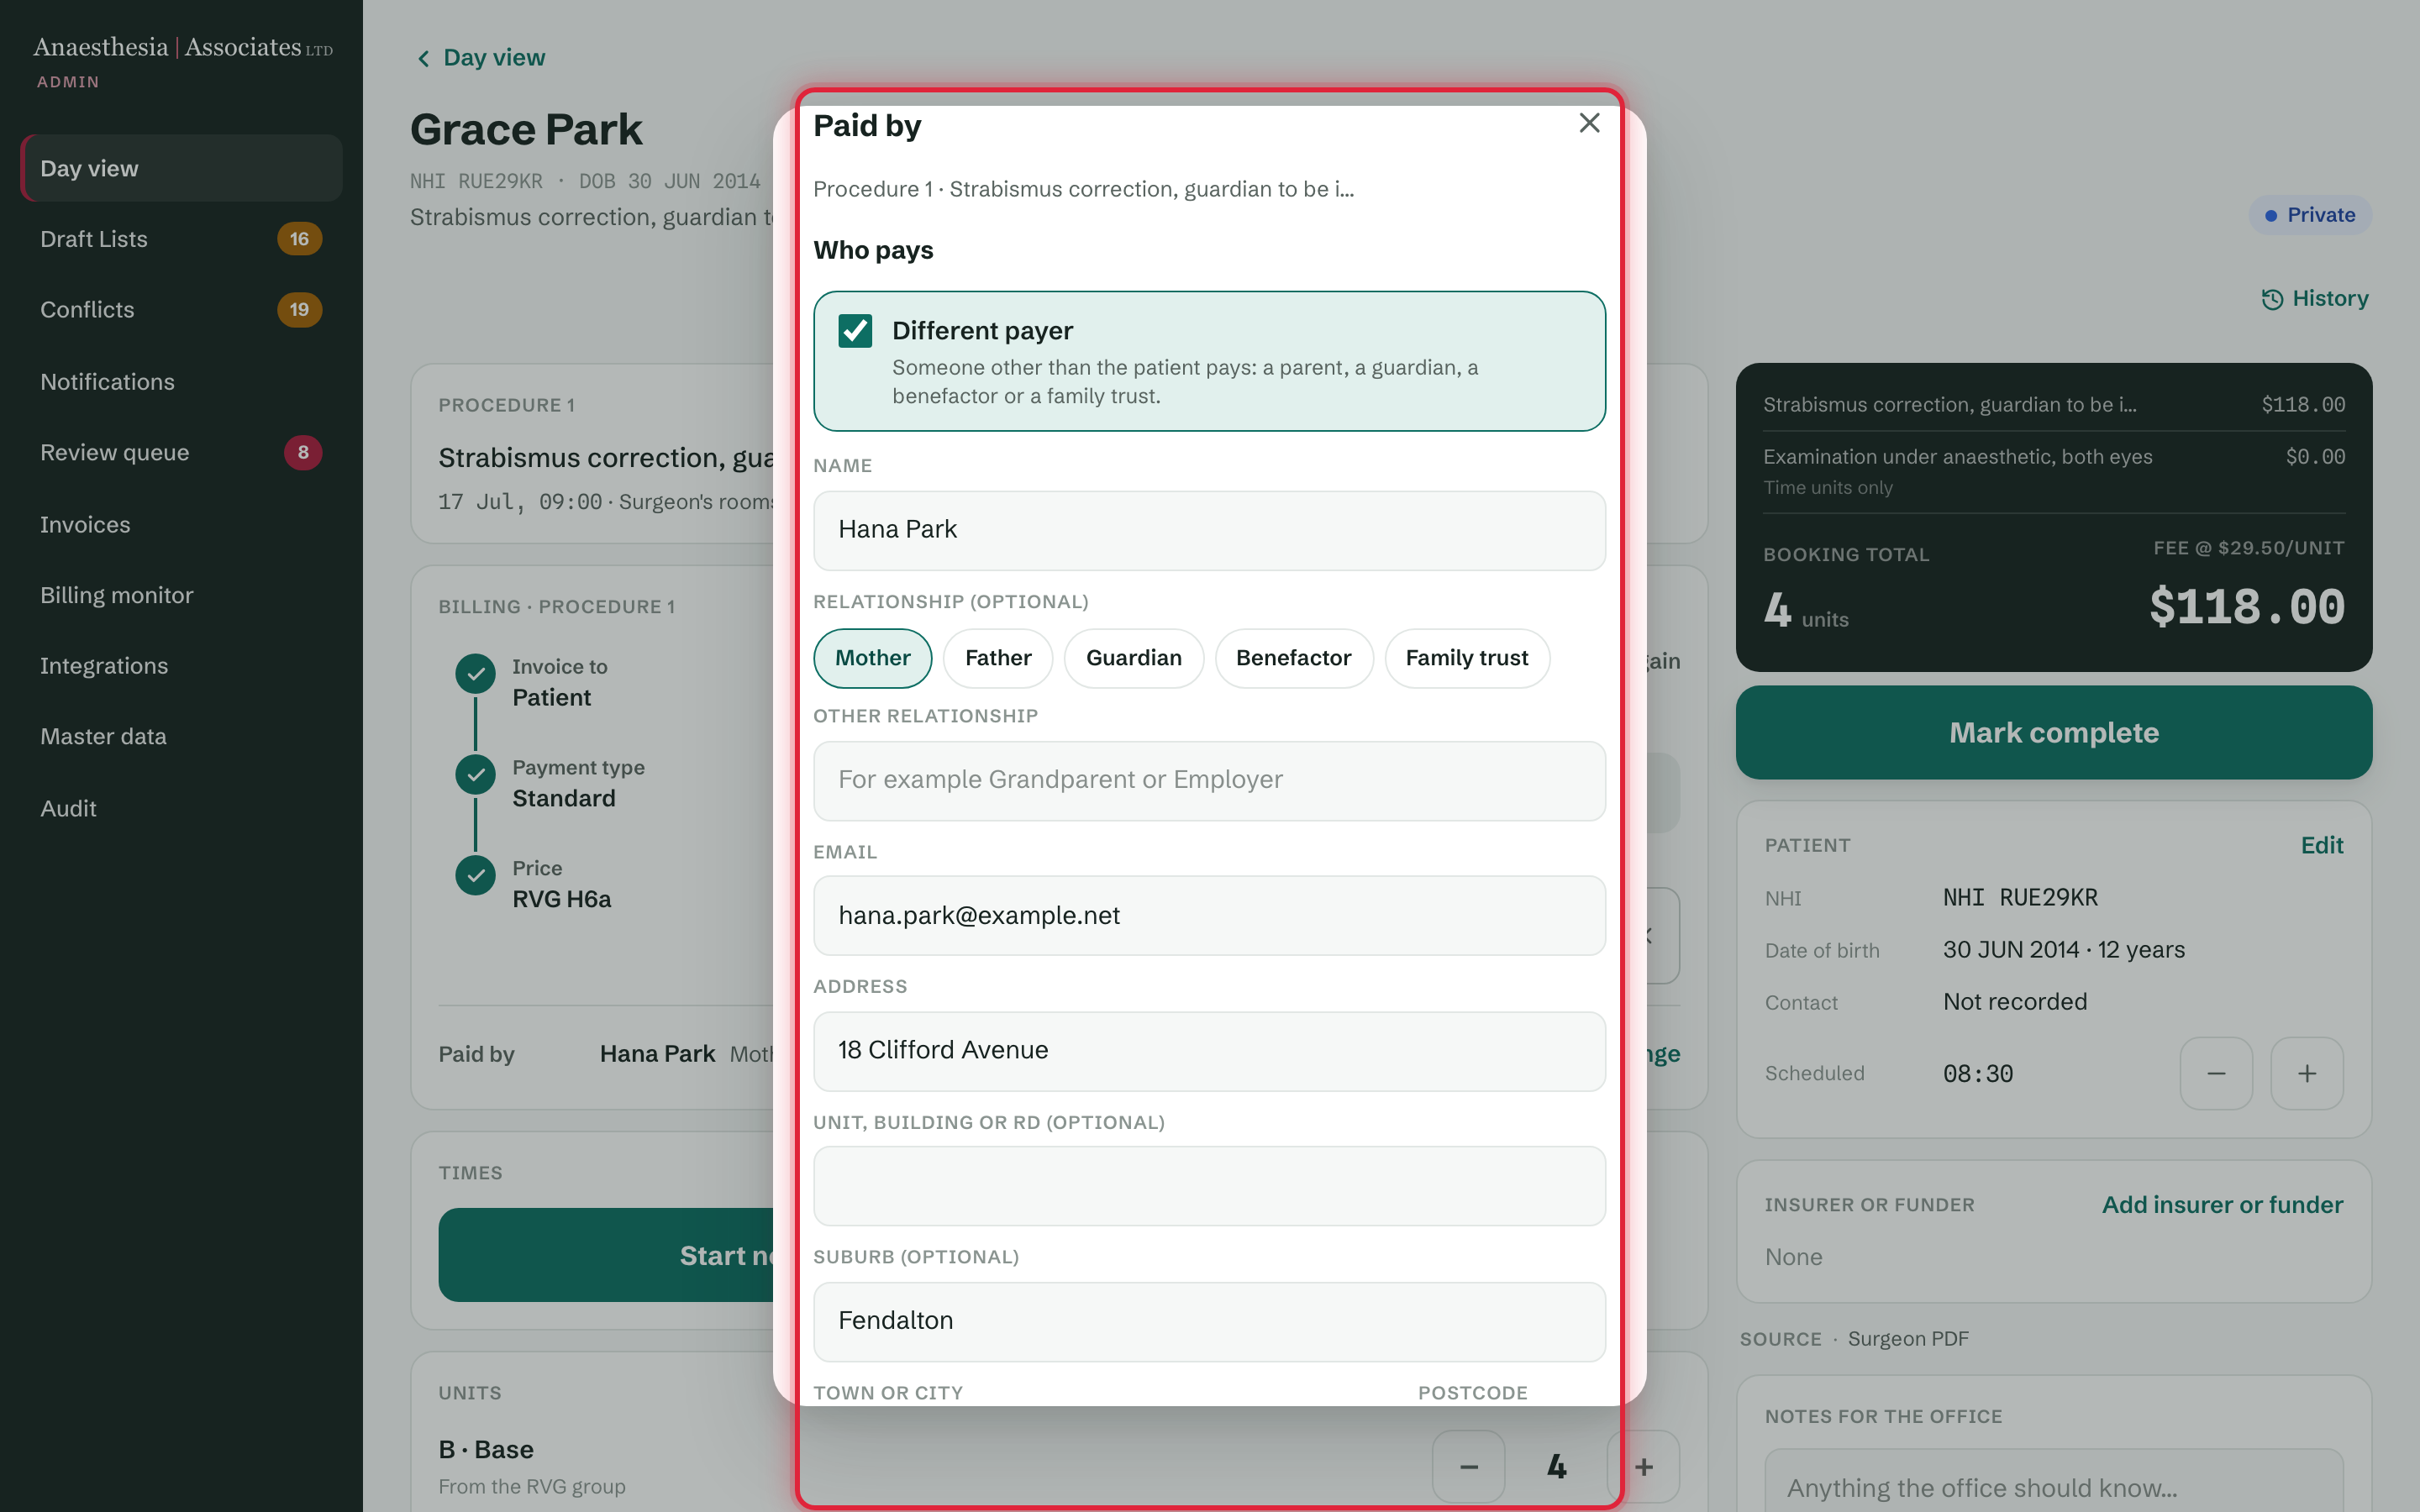 Anaesthesia | Associates LTD
ADMIN
Day view
Draft Lists 16
Conflicts 19
Notifications
Review queue 8
Invoices
Billing monitor
Integrations
Master data
Audit
Day view
Grace Park
NHI RUE29KR · DOB 30 JUN 2014
Strabismus correction, guardian
Private
History
PROCEDURE 1
Strabismus correction,
17 Jul, 09:00 · Surgeon's
BILLING · PROCEDURE 1
Invoice to
Patient
Payment type
Standard
Price
RVG H6a
Paid by Hana Park
TIMES
Start
UNITS
B · Base
From the RVG group
4
Paid by
Procedure 1 · Strabismus correction, guardian to be i...
Who pays
Different payer
Someone other than the patient pays: a parent, a guardian, a
benefactor or a family trust.
NAME
Hana Park
RELATIONSHIP (OPTIONAL)
Mother Father Guardian Benefactor Family trust
OTHER RELATIONSHIP
For example Grandparent or Employer
EMAIL
hana.park@example.net
ADDRESS
18 Clifford Avenue
UNIT, BUILDING OR RD (OPTIONAL)
SUBURB (OPTIONAL)
Fendalton
TOWN OR CITY POSTCODE
Strabismus correction, guardian to be i... $118.00
Examination under anaesthetic, both eyes $0.00
Time units only
BOOKING TOTAL FEE @ $29.50/UNIT
4 units $118.00
Mark complete
PATIENT Edit
NHI NHI RUE29KR
Date of birth 30 JUN 2014 · 12 years
Contact Not recorded
Scheduled 08:30
INSURER OR FUNDER Add insurer or funder
None
SOURCE · Surgeon PDF
NOTES FOR THE OFFICE
Anything the office should know...